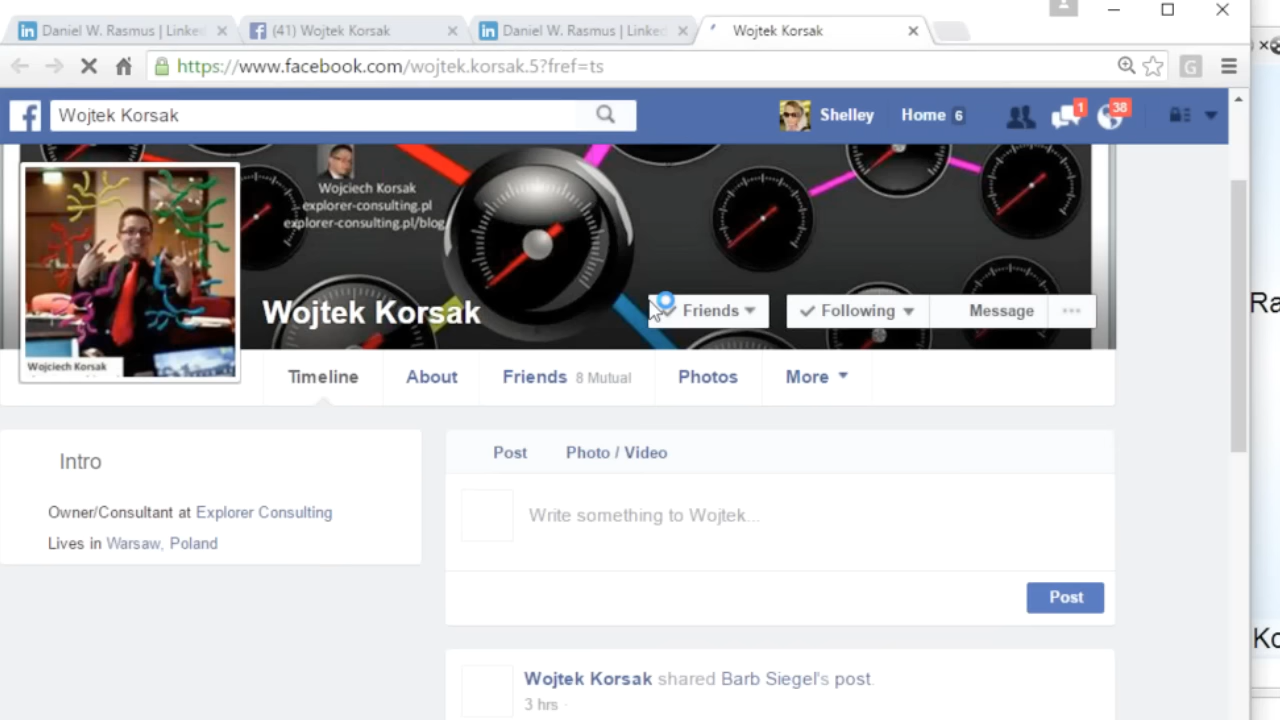 Daniel W. Rasmus | Linke
(41) Wojtek Korsak
Daniel W. Rasmus | Linke
Wojtek Korsak
https://www.facebook.com/wojtek.korsak.5?fref=ts
G
Wojtek Korsak
Shelley
Home 6
1
38
Wojciech Korsak
explorer-consulting.pl
explorer-consulting.pl/blog
Wojciech Korsak
Wojtek Korsak
Friends
Following
Message
Timeline
About
Friends 8 Mutual
Photos
More
Intro
Owner/Consultant at Explorer Consulting
Lives in Warsaw, Poland
Post
Photo / Video
Write something to Wojtek...
Post
Wojtek Korsak shared Barb Siegel's post.
3 hrs ·
Ra
Ko